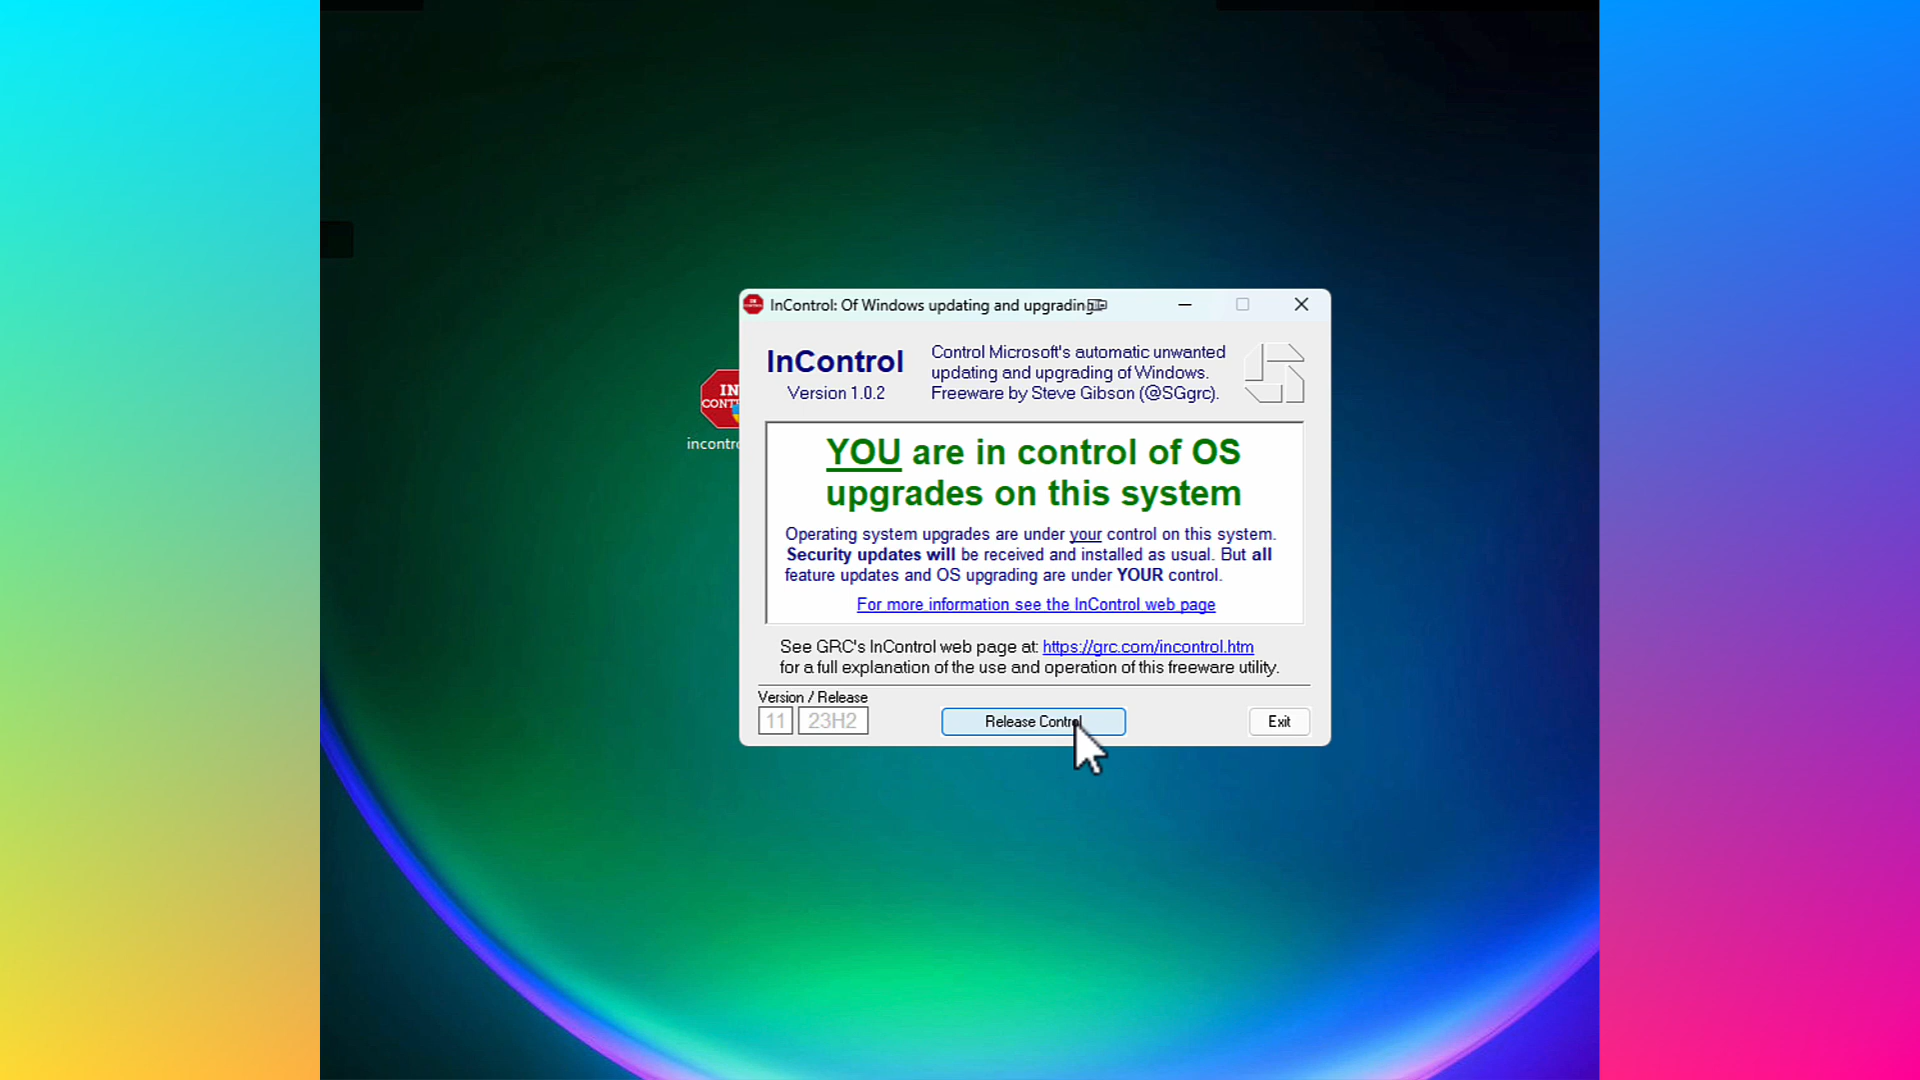 InControl: Of Windows updating and upgrading
InControl
Version 1.0.2
Control Microsoft's automatic unwanted
updating and upgrading of Windows.
Freeware by Steve Gibson (@SGgrc).
IN
CONT
incontro
YOU are in control of OS
upgrades on this system
Operating system upgrades are under your control on this system.
Security updates will be received and installed as usual. But all
feature updates and OS upgrading are under YOUR control.
For more information see the InControl web page
See GRC's InControl web page at: https://grc.com/incontrol.htm
for a full explanation of the use and operation of this freeware utility.
Version / Release
11 23H2
Release Control
Exit